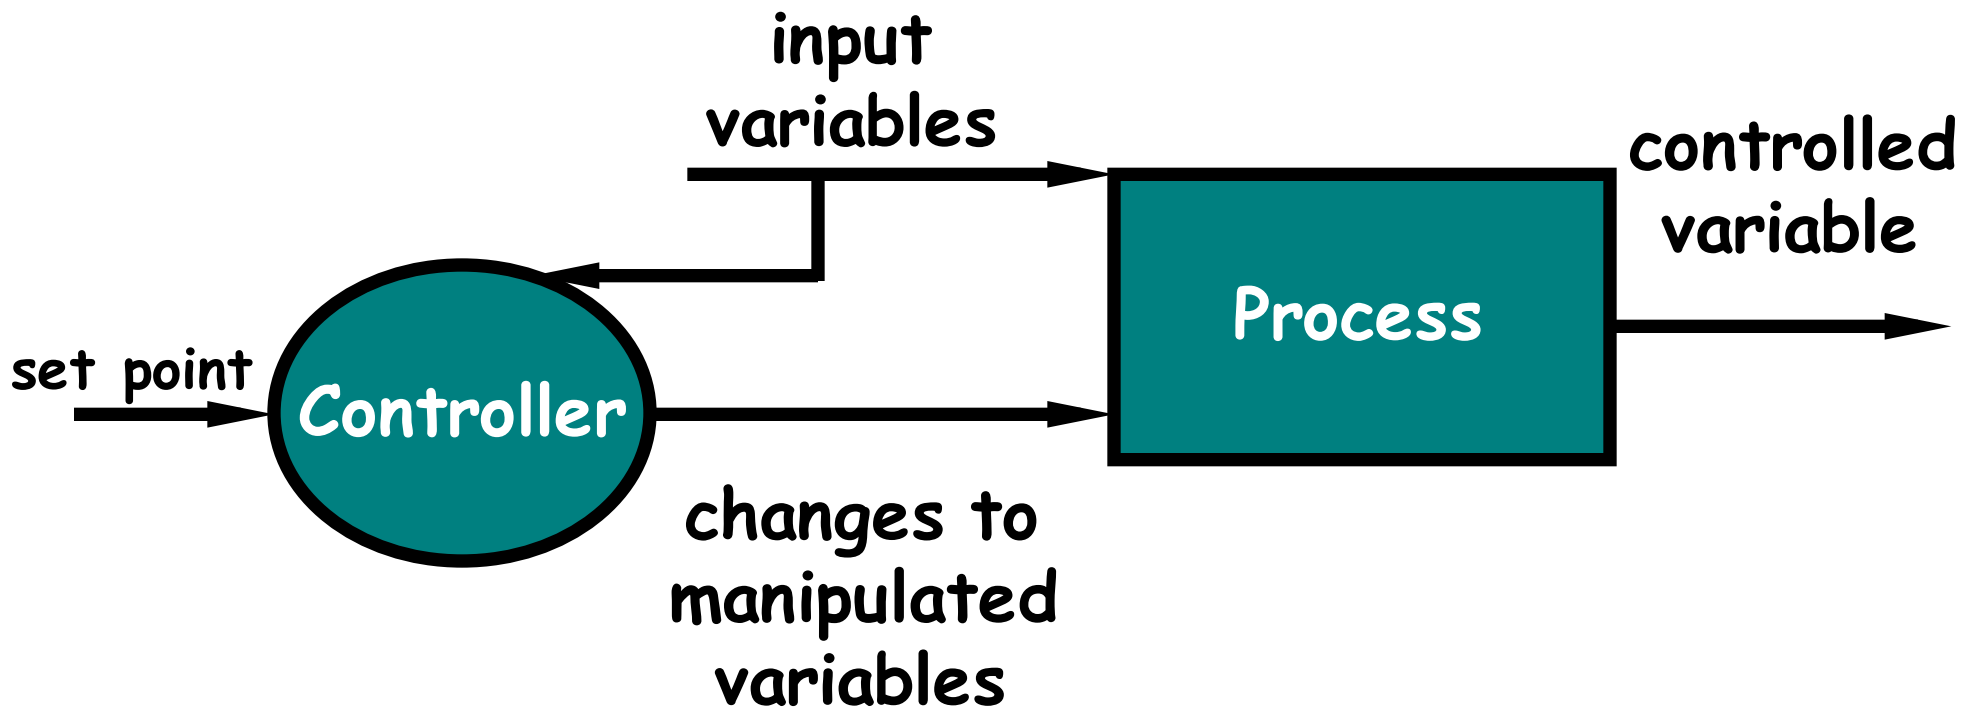 input
variables
controlled
variable
Process
set point
Controller
changes to
manipulated
variables